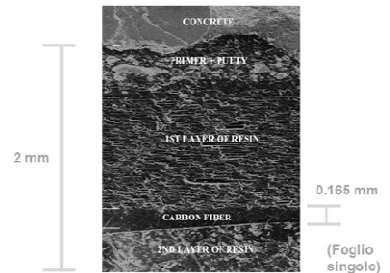 CONCRETE
PRIMER + PUTTY
1ST LAYER OF RESIN
2 mm
0.165 mm
CARBON FIBER
2ND LAYER OF RESIN
(Foglio
singolo)